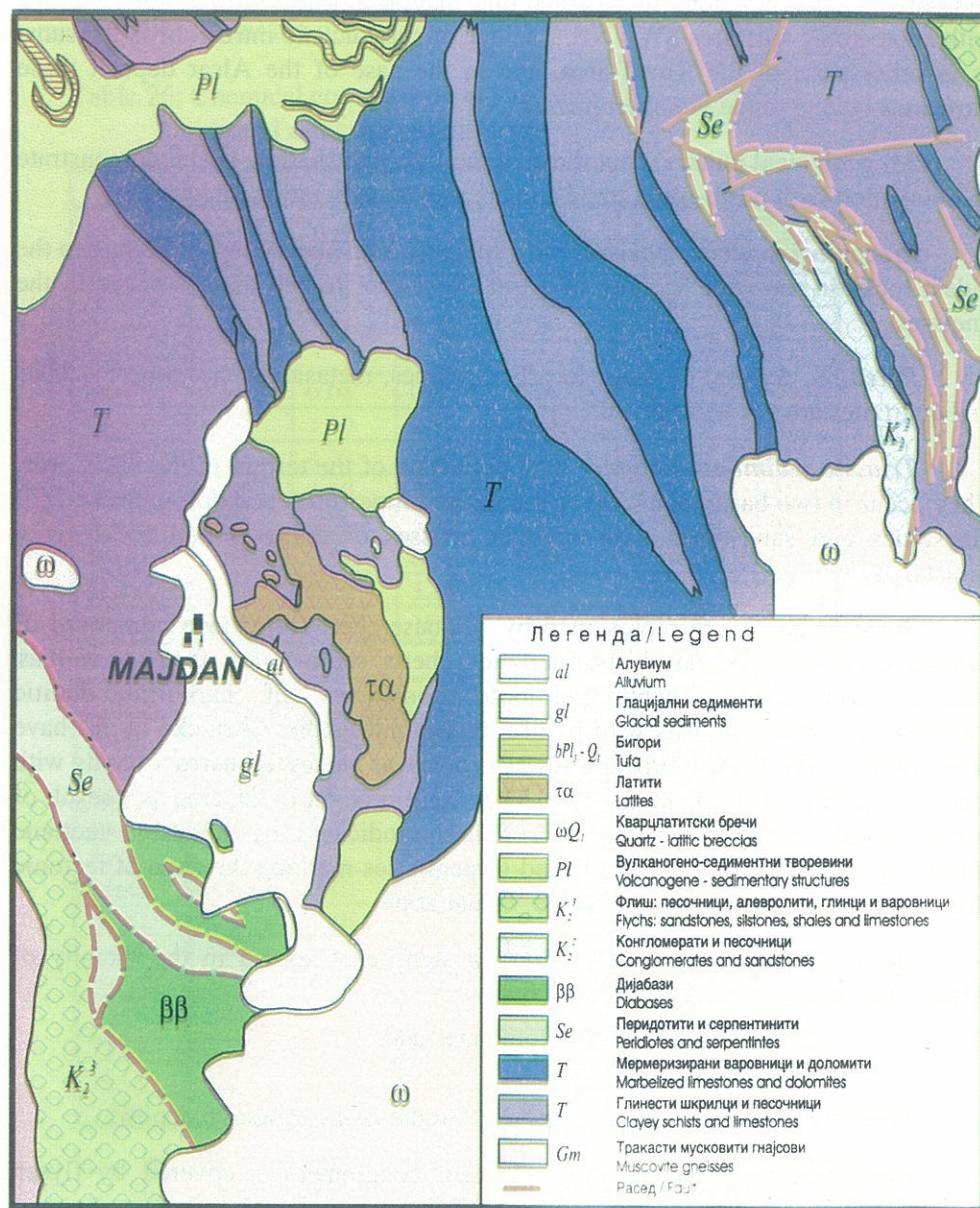 Pl
T
Se
Se
T
Pl
T
K₂³
ω
ω
MAJDAN
al
τα
Se
gl
ββ
K₂³
ω
Легенда/Legend
al Алувиум
Alluvium
gl Глацијални седименти
Glacial sediments
bPl₃-Q₁ Бигори
Tufa
τα Латити
Latites
ωQ₁ Кварцлатитски бречи
Quartz - latitic breccias
Pl Вулканогено-седиментни творевини
Volcanogene - sedimentary structures
K₂³ Флиш: песочници, алевролити, глинци и варовници
Flychs: sandstones, silstones, shales and limestones
K₂² Конгломерати и песочници
Conglomerates and sandstones
ββ Дијабази
Diabases
Se Перидотити и серпентинити
Peridiotes and serpentintes
T Мермеризирани варовници и доломити
Marbelized limestones and dolomites
T Глинести шкрилци и песочници
Clayey schists and limestones
Gm Тракасти мусковити гнајсови
Muscovite gneisses
Расед /